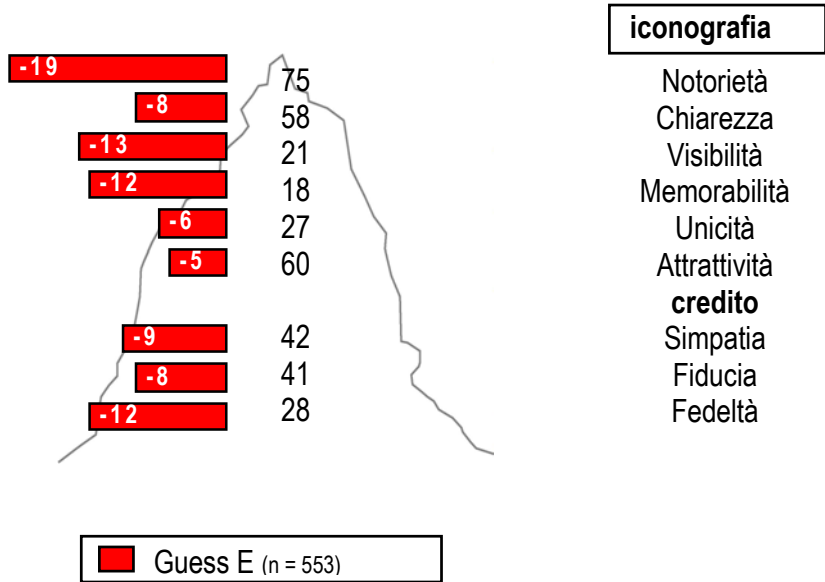 iconografia
-19 75 Notorietà
-8 58 Chiarezza
-13 21 Visibilità
-12 18 Memorabilità
-6 27 Unicità
-5 60 Attrattività
credito
-9 42 Simpatia
-8 41 Fiducia
-12 28 Fedeltà
Guess E (n = 553)